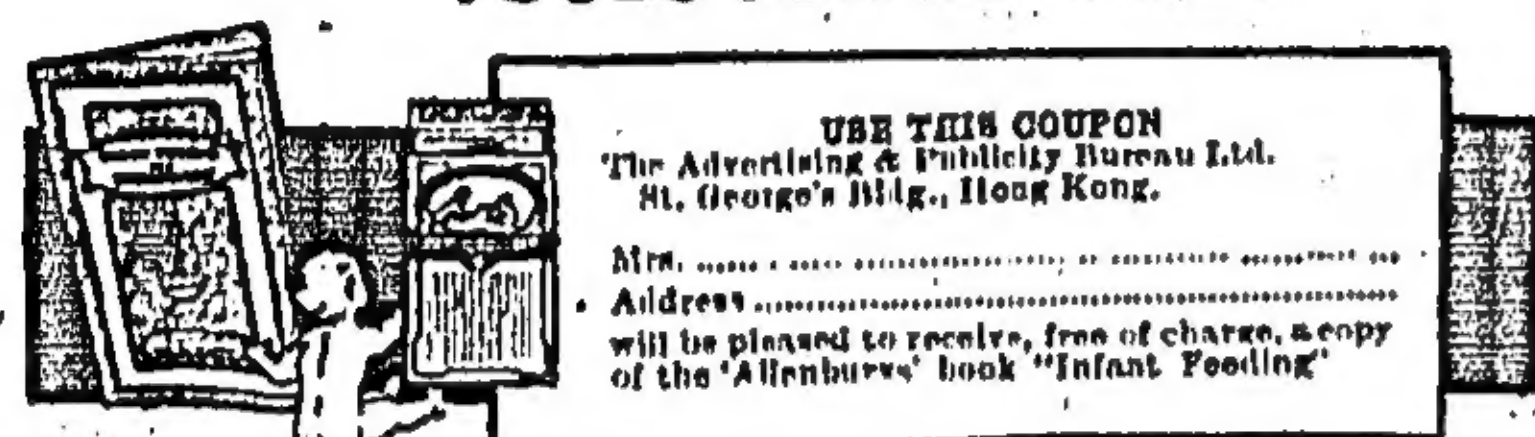 USE THIS COUPON
The Advertising & Publicity Bureau Ltd.
St. George's Bldg., Hong Kong.
Mrs. ..............................
Address ..............................
will be pleased to receive, free of charge, a copy
of the 'Allenburys' book "Infant Feeding"